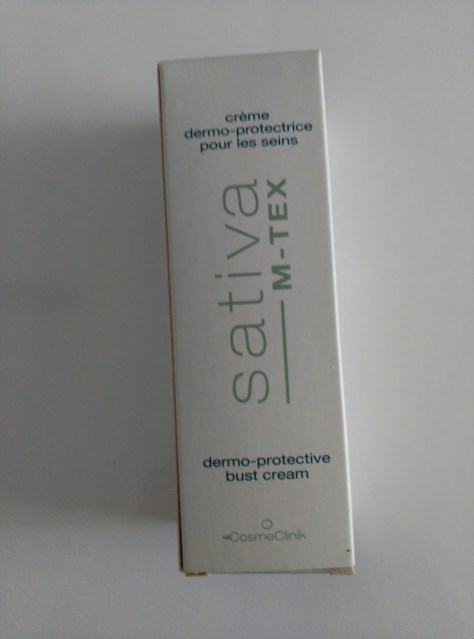 crème
dermo-protectrice
pour les seins
sativa
M-TEX
dermo-protective
bust cream
CosmeClinik